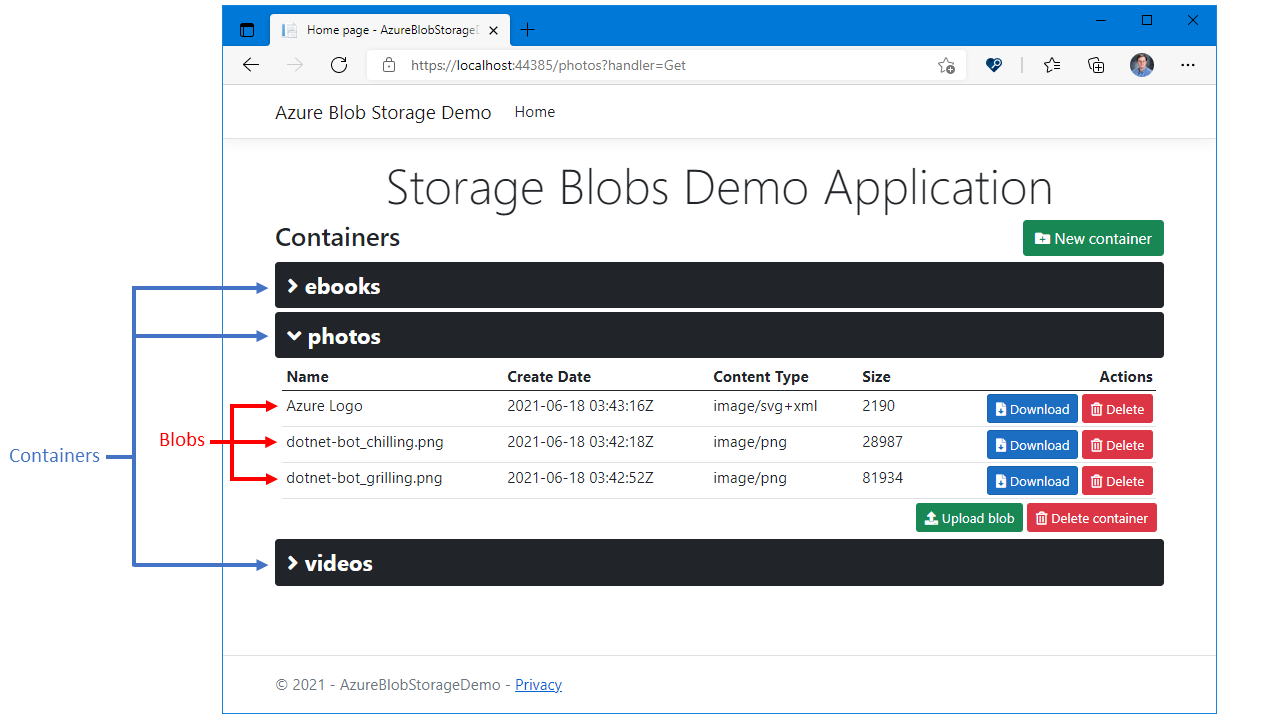 Home page - AzureBlobStorageD
https://localhost:44385/photos?handler=Get
Azure Blob Storage Demo Home
Storage Blobs Demo Application
Containers New container
ebooks
photos
Name Create Date Content Type Size Actions
Azure Logo 2021-06-18 03:43:16Z image/svg+xml 2190 Download Delete
dotnet-bot_chilling.png 2021-06-18 03:42:18Z image/png 28987 Download Delete
dotnet-bot_grilling.png 2021-06-18 03:42:52Z image/png 81934 Download Delete
Blobs
Containers
Upload blob Delete container
videos
© 2021 - AzureBlobStorageDemo - Privacy